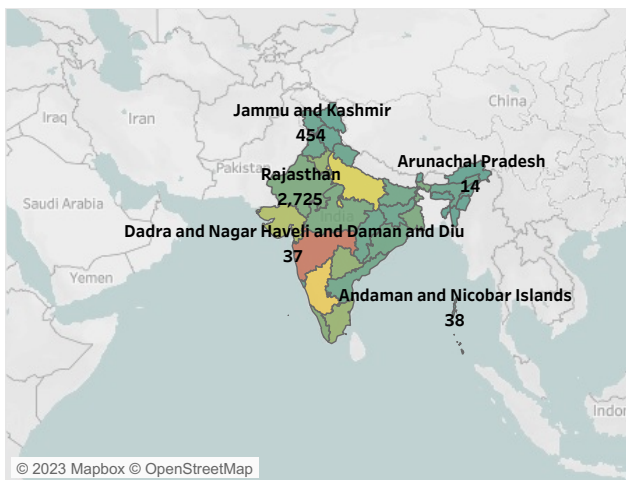 China
Jammu and Kashmir
454
Iraq
Iran
Arunachal Pradesh
14
Pakistan
Rajasthan
2,725
Saudi Arabia
India
Dadra and Nagar Haveli and Daman and Diu
37
Yemen
Andaman and Nicobar Islands
38
Indon
© 2023 Mapbox © OpenStreetMap